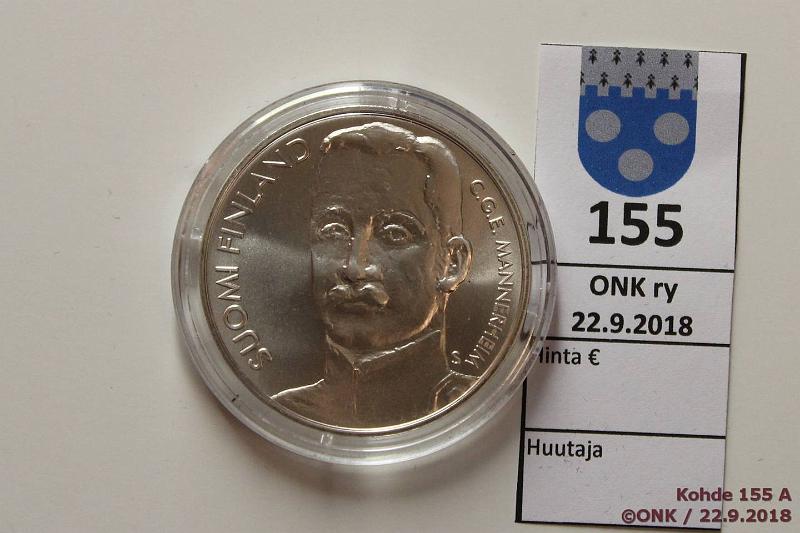 SUOMI FINLAND
C.G.E. MANNERHEIM
S
155
ONK ry
22.9.2018
Hinta €
Huutaja
Kohde 155 A
©ONK / 22.9.2018